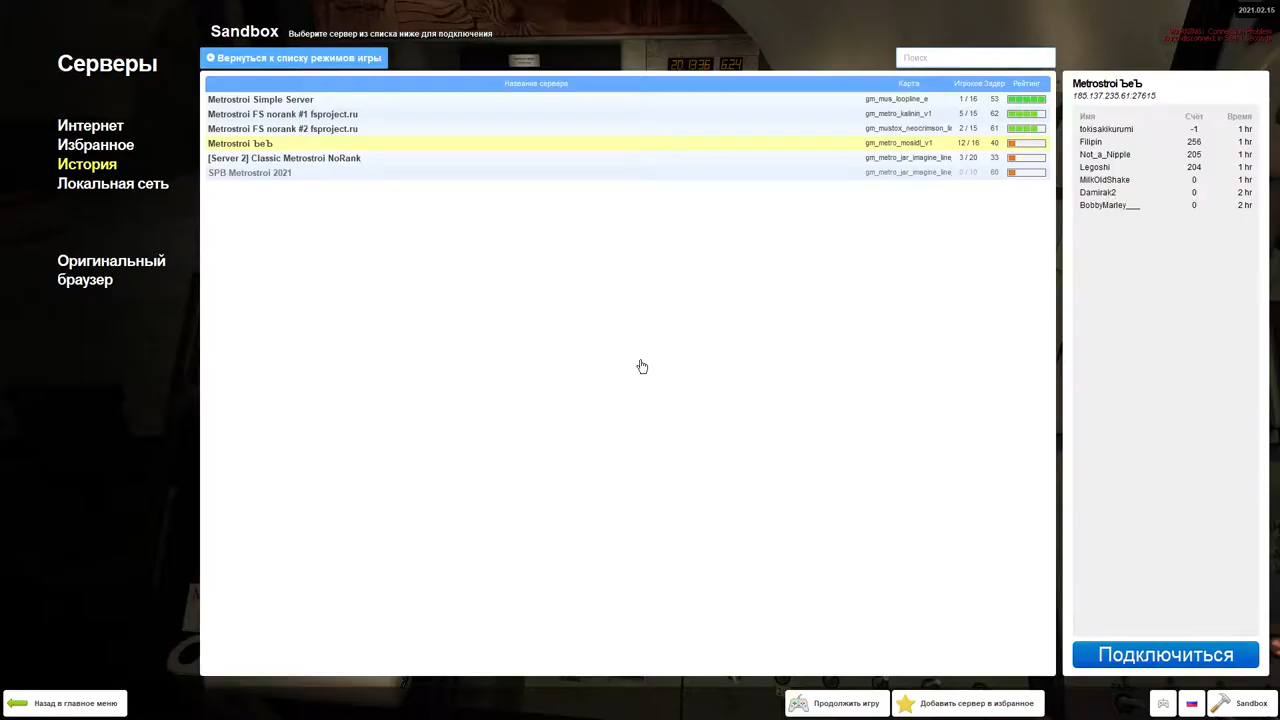 2021.02.15
Sandbox Выберите сервер из списка ниже для подключения
Серверы
Вернуться к списку режимов игры
Поиск
20 13:36 6.24
Название сервера Карта Игроков Задер. Рейтинг
Metrostroi Simple Server gm_mus_loopline_e 1 / 16 53
Metrostroi FS norank #1 fsproject.ru gm_metro_kalinin_v1 5 / 15 62
Metrostroi FS norank #2 fsproject.ru gm_mustox_neocrimson_lin 2 / 15 61
Metrostroi ЪеЪ gm_metro_mosldl_v1 12 / 16 40
[Server 2] Classic Metrostroi NoRank gm_metro_jar_imagine_line 3 / 20 33
SPB Metrostroi 2021 gm_metro_jar_imagine_line 0 / 10 60
Интернет
Избранное
История
Локальная сеть
Оригинальный
браузер
Metrostroi ЪеЪ
185.137.235.61:27615
Имя Счёт Время
tokisakikurumi -1 1 hr
Filipin 256 1 hr
Not_a_Nipple 205 1 hr
Legoshi 204 1 hr
MilkOldShake 0 1 hr
Damirak2 0 2 hr
BobbyMarley___ 0 2 hr
Подключиться
Назад в главное меню
Продолжить игру
Добавить сервер в избранное
Sandbox